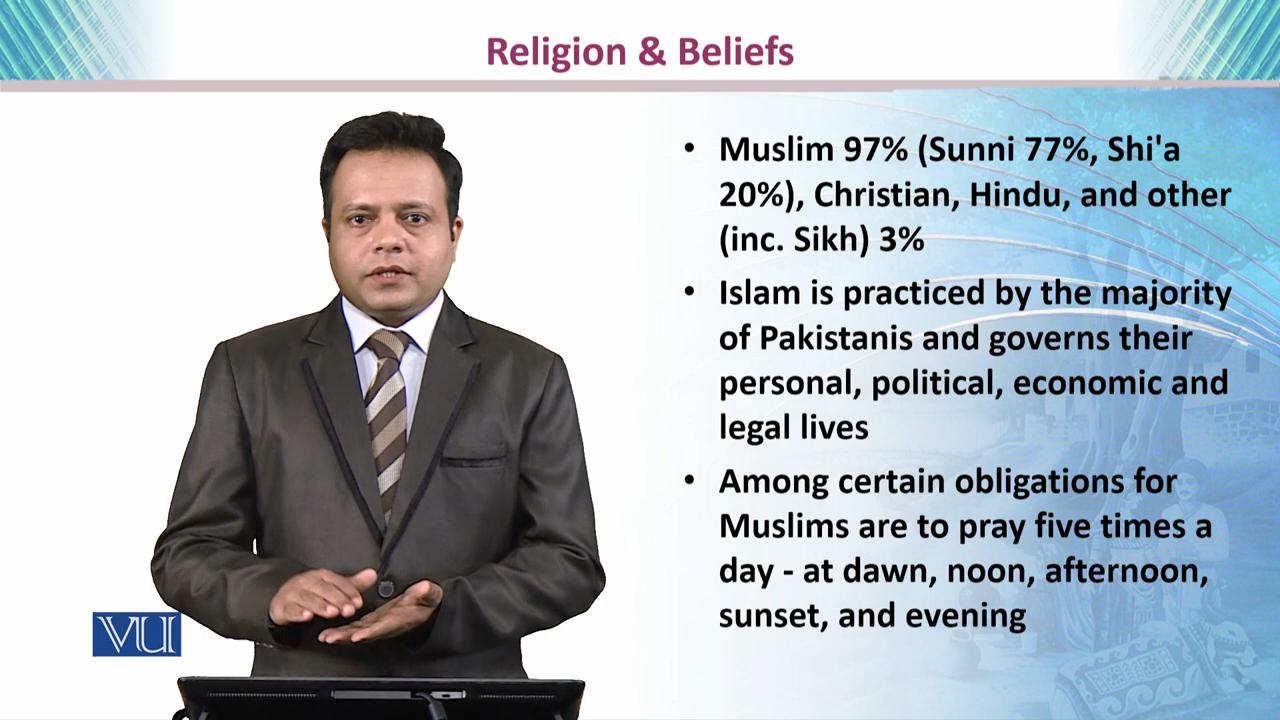 Religion & Beliefs
• Muslim 97% (Sunni 77%, Shi'a
20%), Christian, Hindu, and other
(inc. Sikh) 3%
• Islam is practiced by the majority
of Pakistanis and governs their
personal, political, economic and
legal lives
• Among certain obligations for
Muslims are to pray five times a
day - at dawn, noon, afternoon,
sunset, and evening
VU